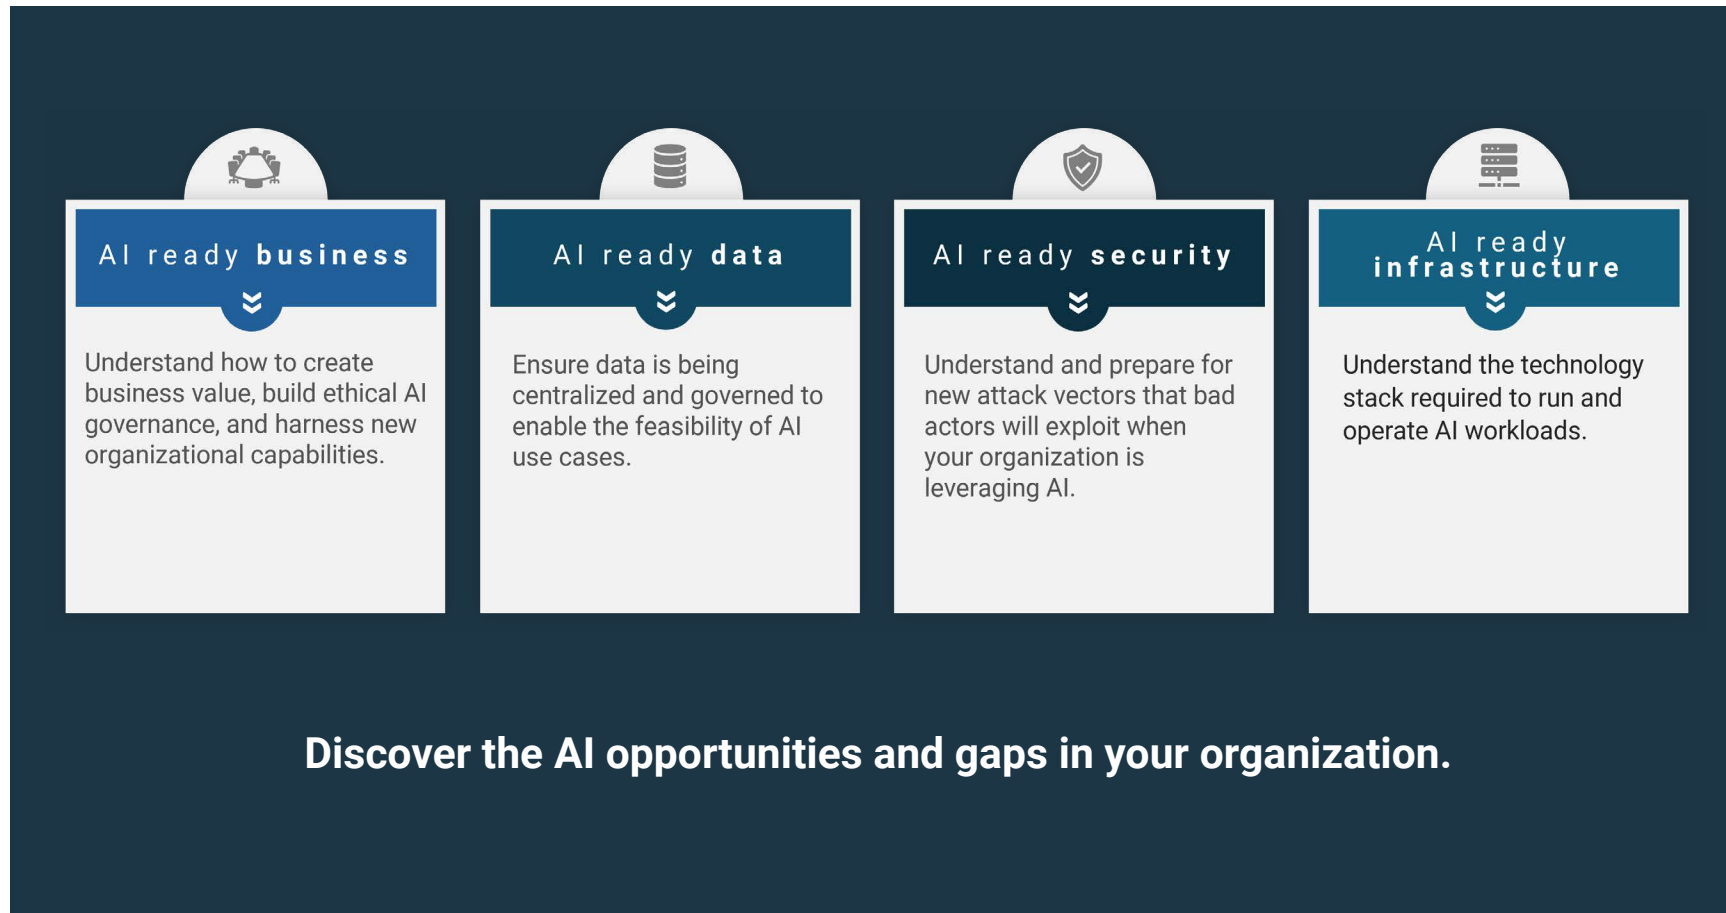 AI ready business
Understand how to create
business value, build ethical AI
governance, and harness new
organizational capabilities.
AI ready data
Ensure data is being
centralized and governed to
enable the feasibility of AI
use cases.
AI ready security
Understand and prepare for
new attack vectors that bad
actors will exploit when
your organization is
leveraging AI.
AI ready
infrastructure
Understand the technology
stack required to run and
operate AI workloads.
Discover the AI opportunities and gaps in your organization.